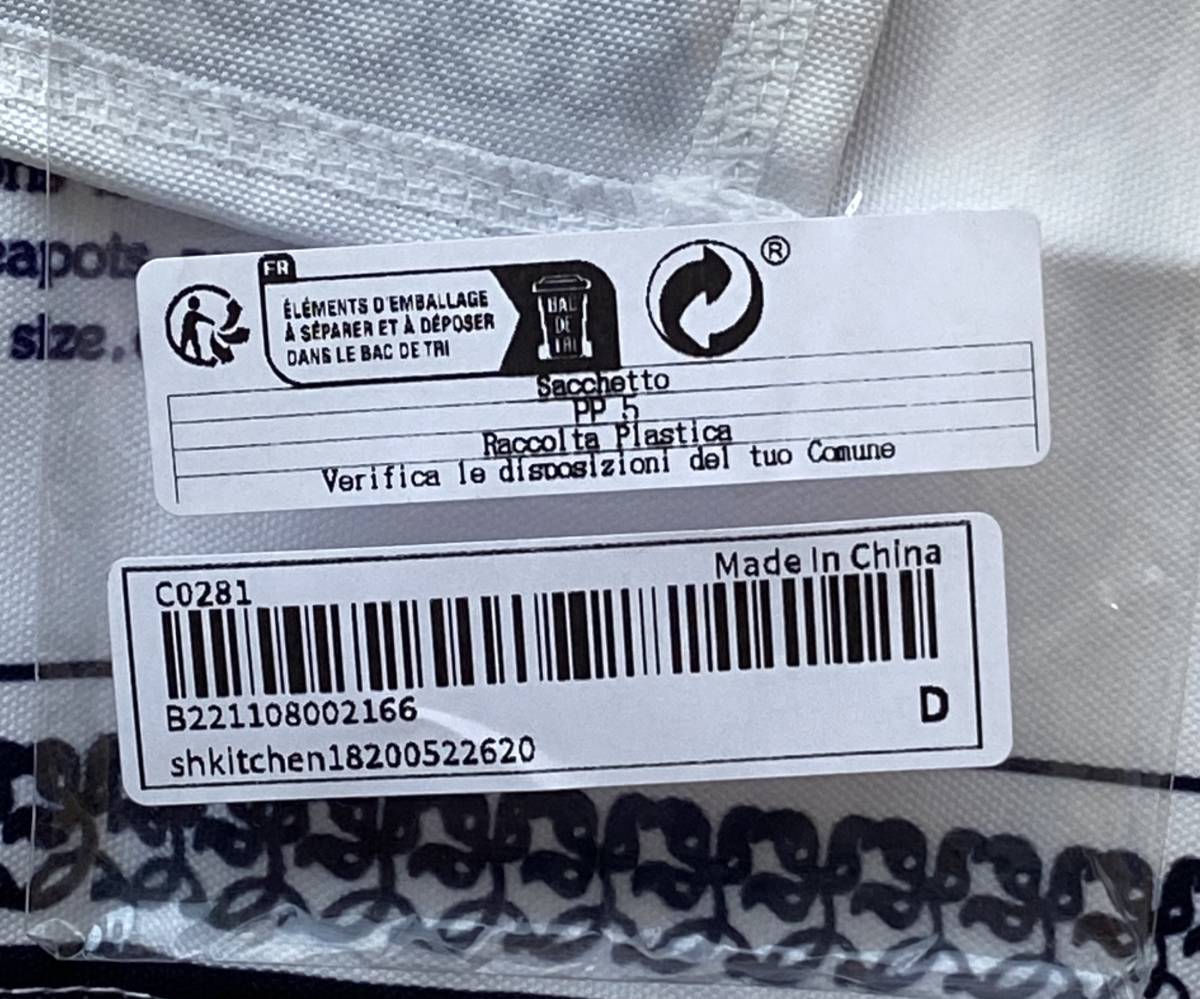 eapots
size.
FR
ÉLÉMENTS D'EMBALLAGE
À SÉPARER ET À DÉPOSER
DANS LE BAC DE TRI
BAC
DE
TRI
®
Sacchetto
PP 5
Raccolta Plastica
Verifica le disposizioni del tuo Comune
C0281
Made In China
B221108002166
D
shkitchen18200522620